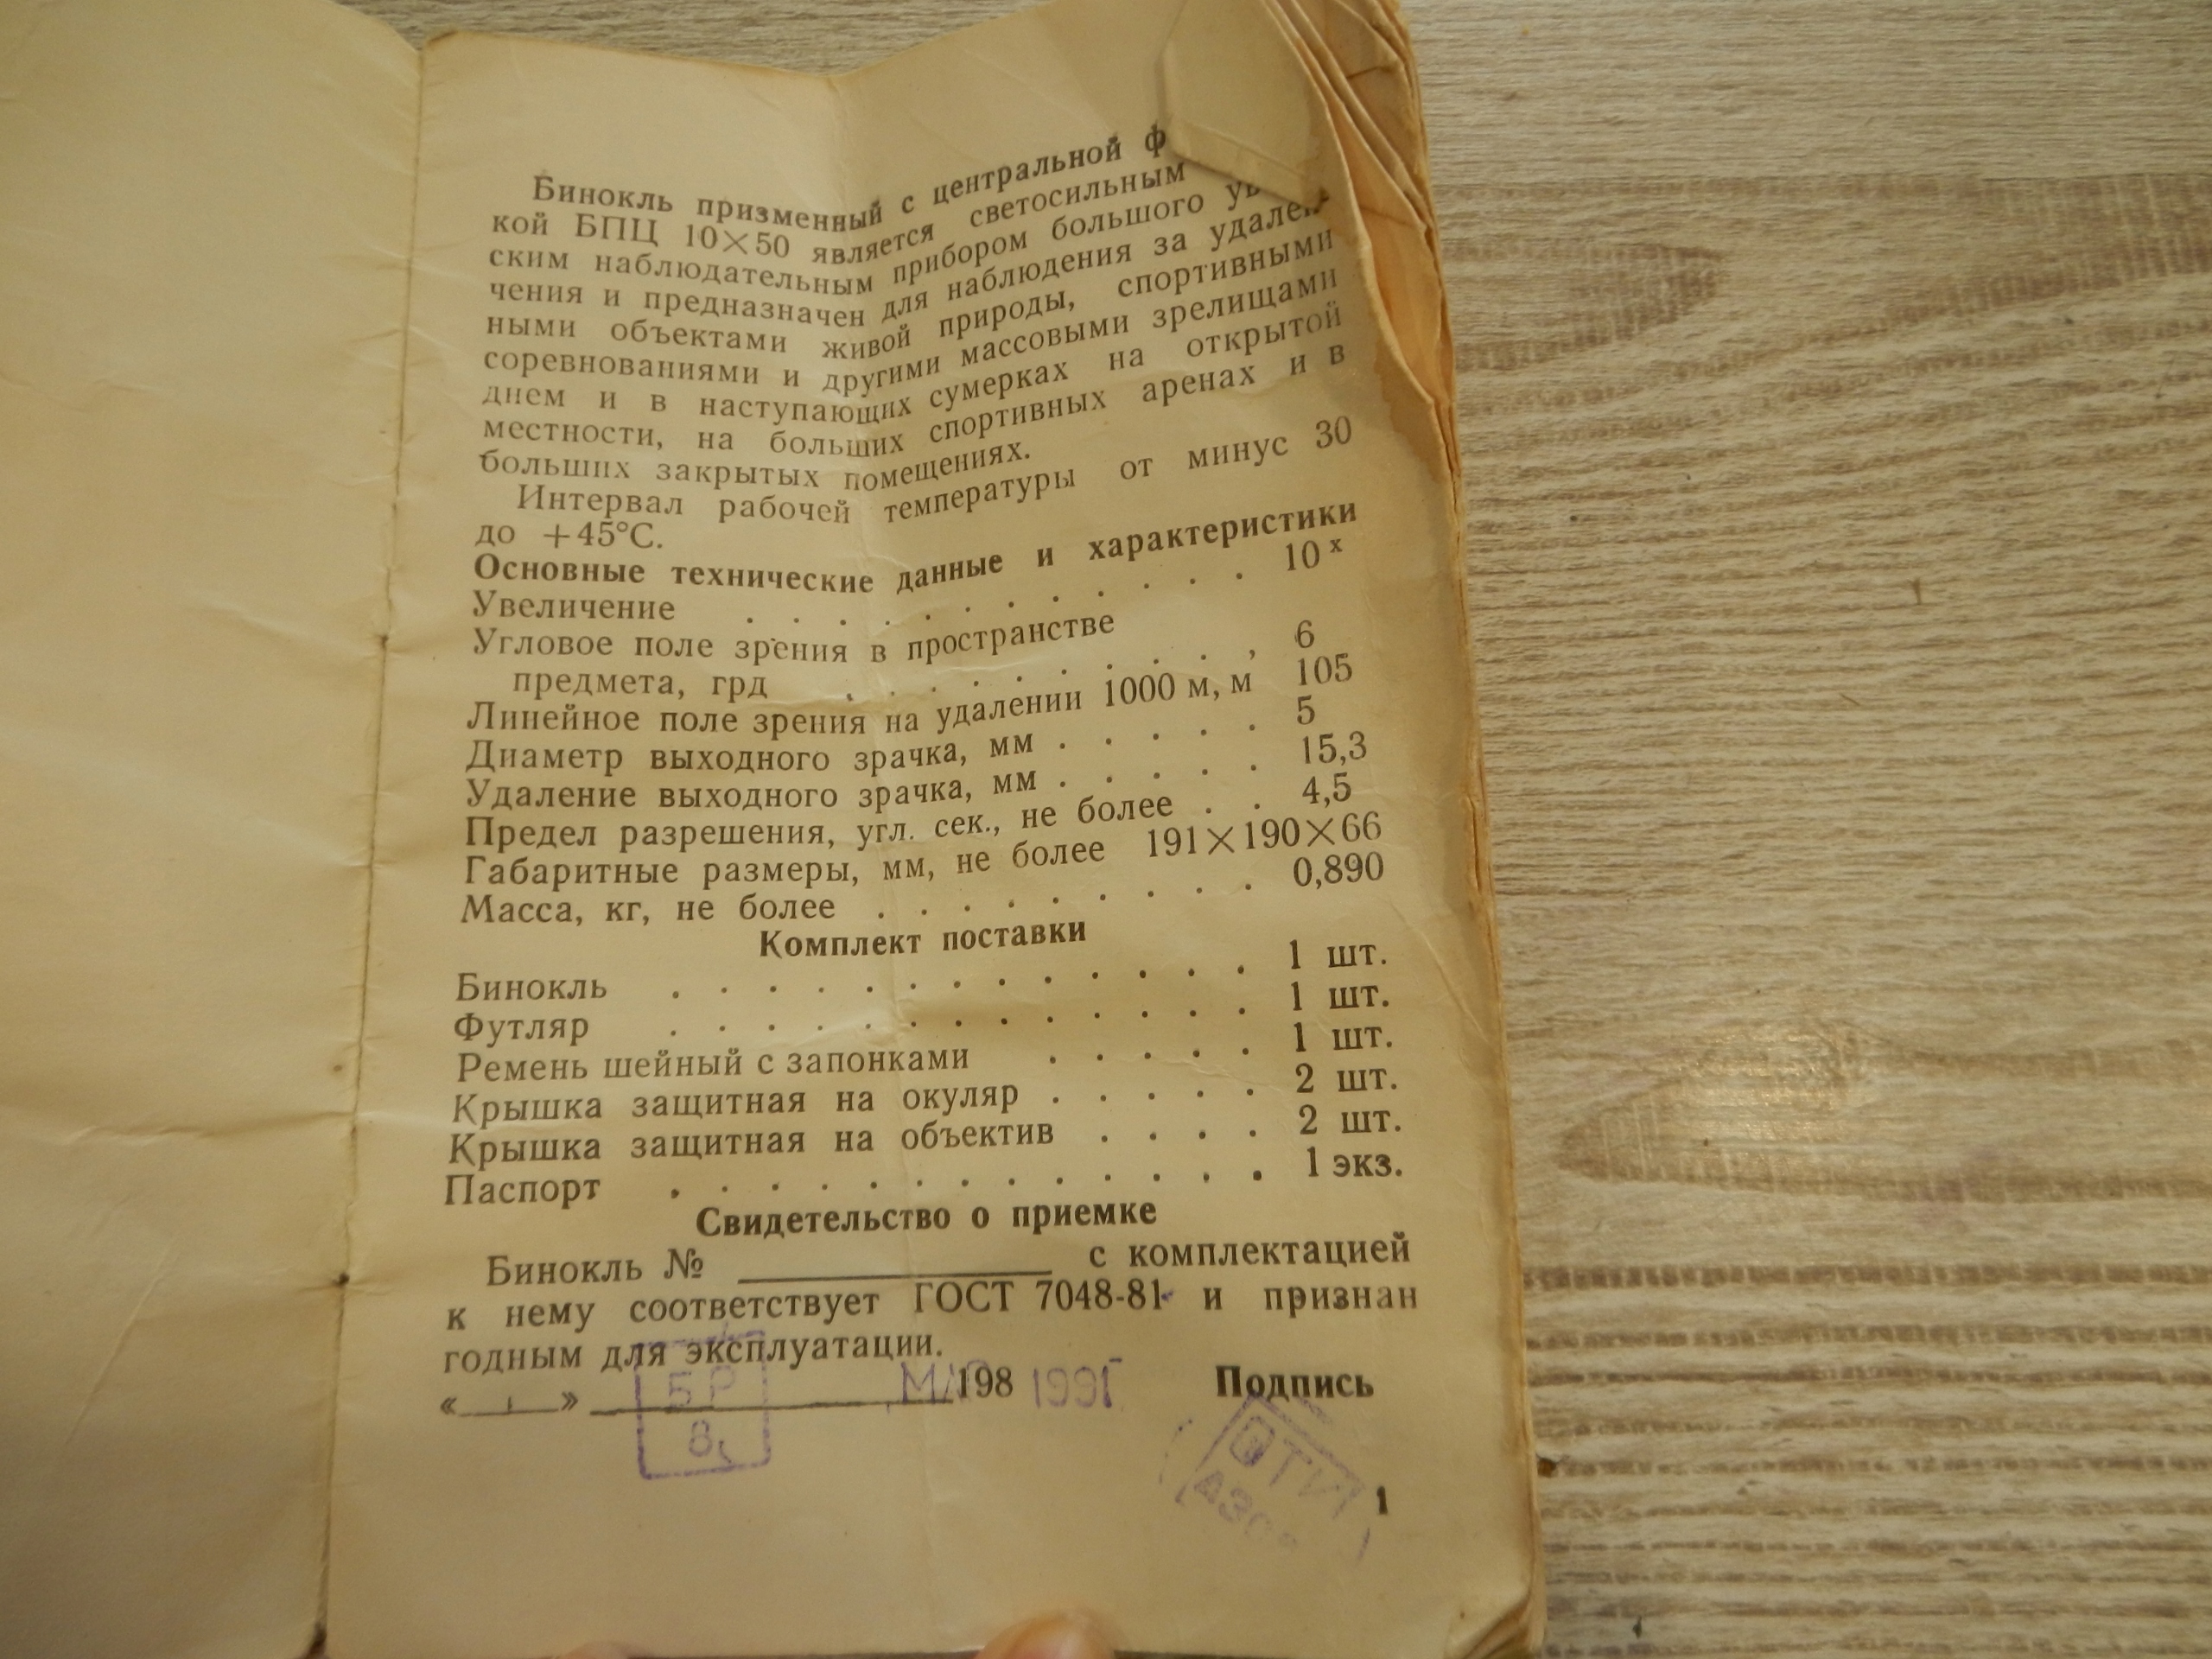 Бинокль призменный с центральной ф
кой БПЦ 10×50 является светосильным
ским наблюдательным прибором большого ув
чения и предназначен для наблюдения за удален-
ными объектами живой природы, спортивными
соревнованиями и другими массовыми зрелищами
днем и в наступающих сумерках на открытой
местности, на больших спортивных аренах и в
больших закрытых помещениях.
Интервал рабочей температуры от минус 30
до +45°С.
Основные технические данные и характеристики
Увеличение . . . . . . . . . . . 10ˣ
Угловое поле зрения в пространстве
предмета, грд . . . . . . . . , 6
Линейное поле зрения на удалении 1000 м, м 105
Диаметр выходного зрачка, мм . . . . . 5
Удаление выходного зрачка, мм . . . . . 15,3
Предел разрешения, угл. сек., не более . . 4,5
Габаритные размеры, мм, не более 191×190×66
Масса, кг, не более . . . . . . . . . 0,890
Комплект поставки
Бинокль . . . . . . . . . . . . . 1 шт.
Футляр . . . . . . . . . . . . . 1 шт.
Ремень шейный с запонками . . . . . 1 шт.
Крышка защитная на окуляр . . . . . 2 шт.
Крышка защитная на объектив . . . . 2 шт.
Паспорт . . . . . . . . . . . . . 1 экз.
Свидетельство о приемке
Бинокль № ________ с комплектацией
к нему соответствует ГОСТ 7048-81 и признан
годным для эксплуатации.
«___» ________ 198 1991 Подпись
БР
8
ОТИ
1